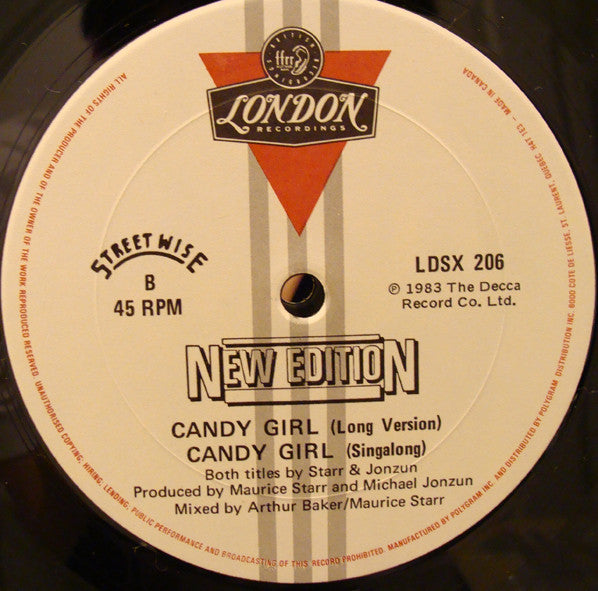 ffrr
LONDON
RECORDINGS
STREETWISE
B
45 RPM
LDSX 206
℗ 1983 The Decca
Record Co. Ltd.
NEW EDITION
CANDY GIRL (Long Version)
CANDY GIRL (Singalong)
Both titles by Starr & Jonzun
Produced by Maurice Starr and Michael Jonzun
Mixed by Arthur Baker/Maurice Starr
ALL RIGHTS OF THE PRODUCER AND OF THE OWNER OF THE WORK REPRODUCED RESERVED. UNAUTHORISED COPYING, HIRING, LENDING, PUBLIC PERFORMANCE AND BROADCASTING OF THIS RECORD PROHIBITED. MANUFACTURED BY POLYGRAM INC. AND DISTRIBUTED BY POLYGRAM DISTRIBUTION INC. 6000 COTE DE LIESSE, ST. LAURENT, QUEBEC H4T 1E3 – MADE IN CANADA